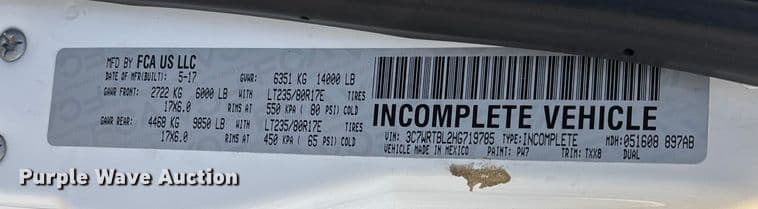 MFD BY FCA US LLC
DATE OF MFR(BUILT): 5-17 GVWR: 6351 KG 14000 LB
GAWR FRONT: 2722 KG 6000 LB WITH LT235/80R17E TIRES
17X6.0 RIMS AT 550 KPA ( 80 PSI) COLD
GAWR REAR: 4468 KG 9850 LB WITH LT235/80R17E TIRES
17X6.0 RIMS AT 450 KPA ( 65 PSI) COLD
INCOMPLETE VEHICLE
VIN: 3C7WRTBL2HG719785 TYPE: INCOMPLETE MDH: 051608 897AB
VEHICLE MADE IN MEXICO PAINT: PW7 TRIM: TXX8 DUAL
Purple Wave Auction